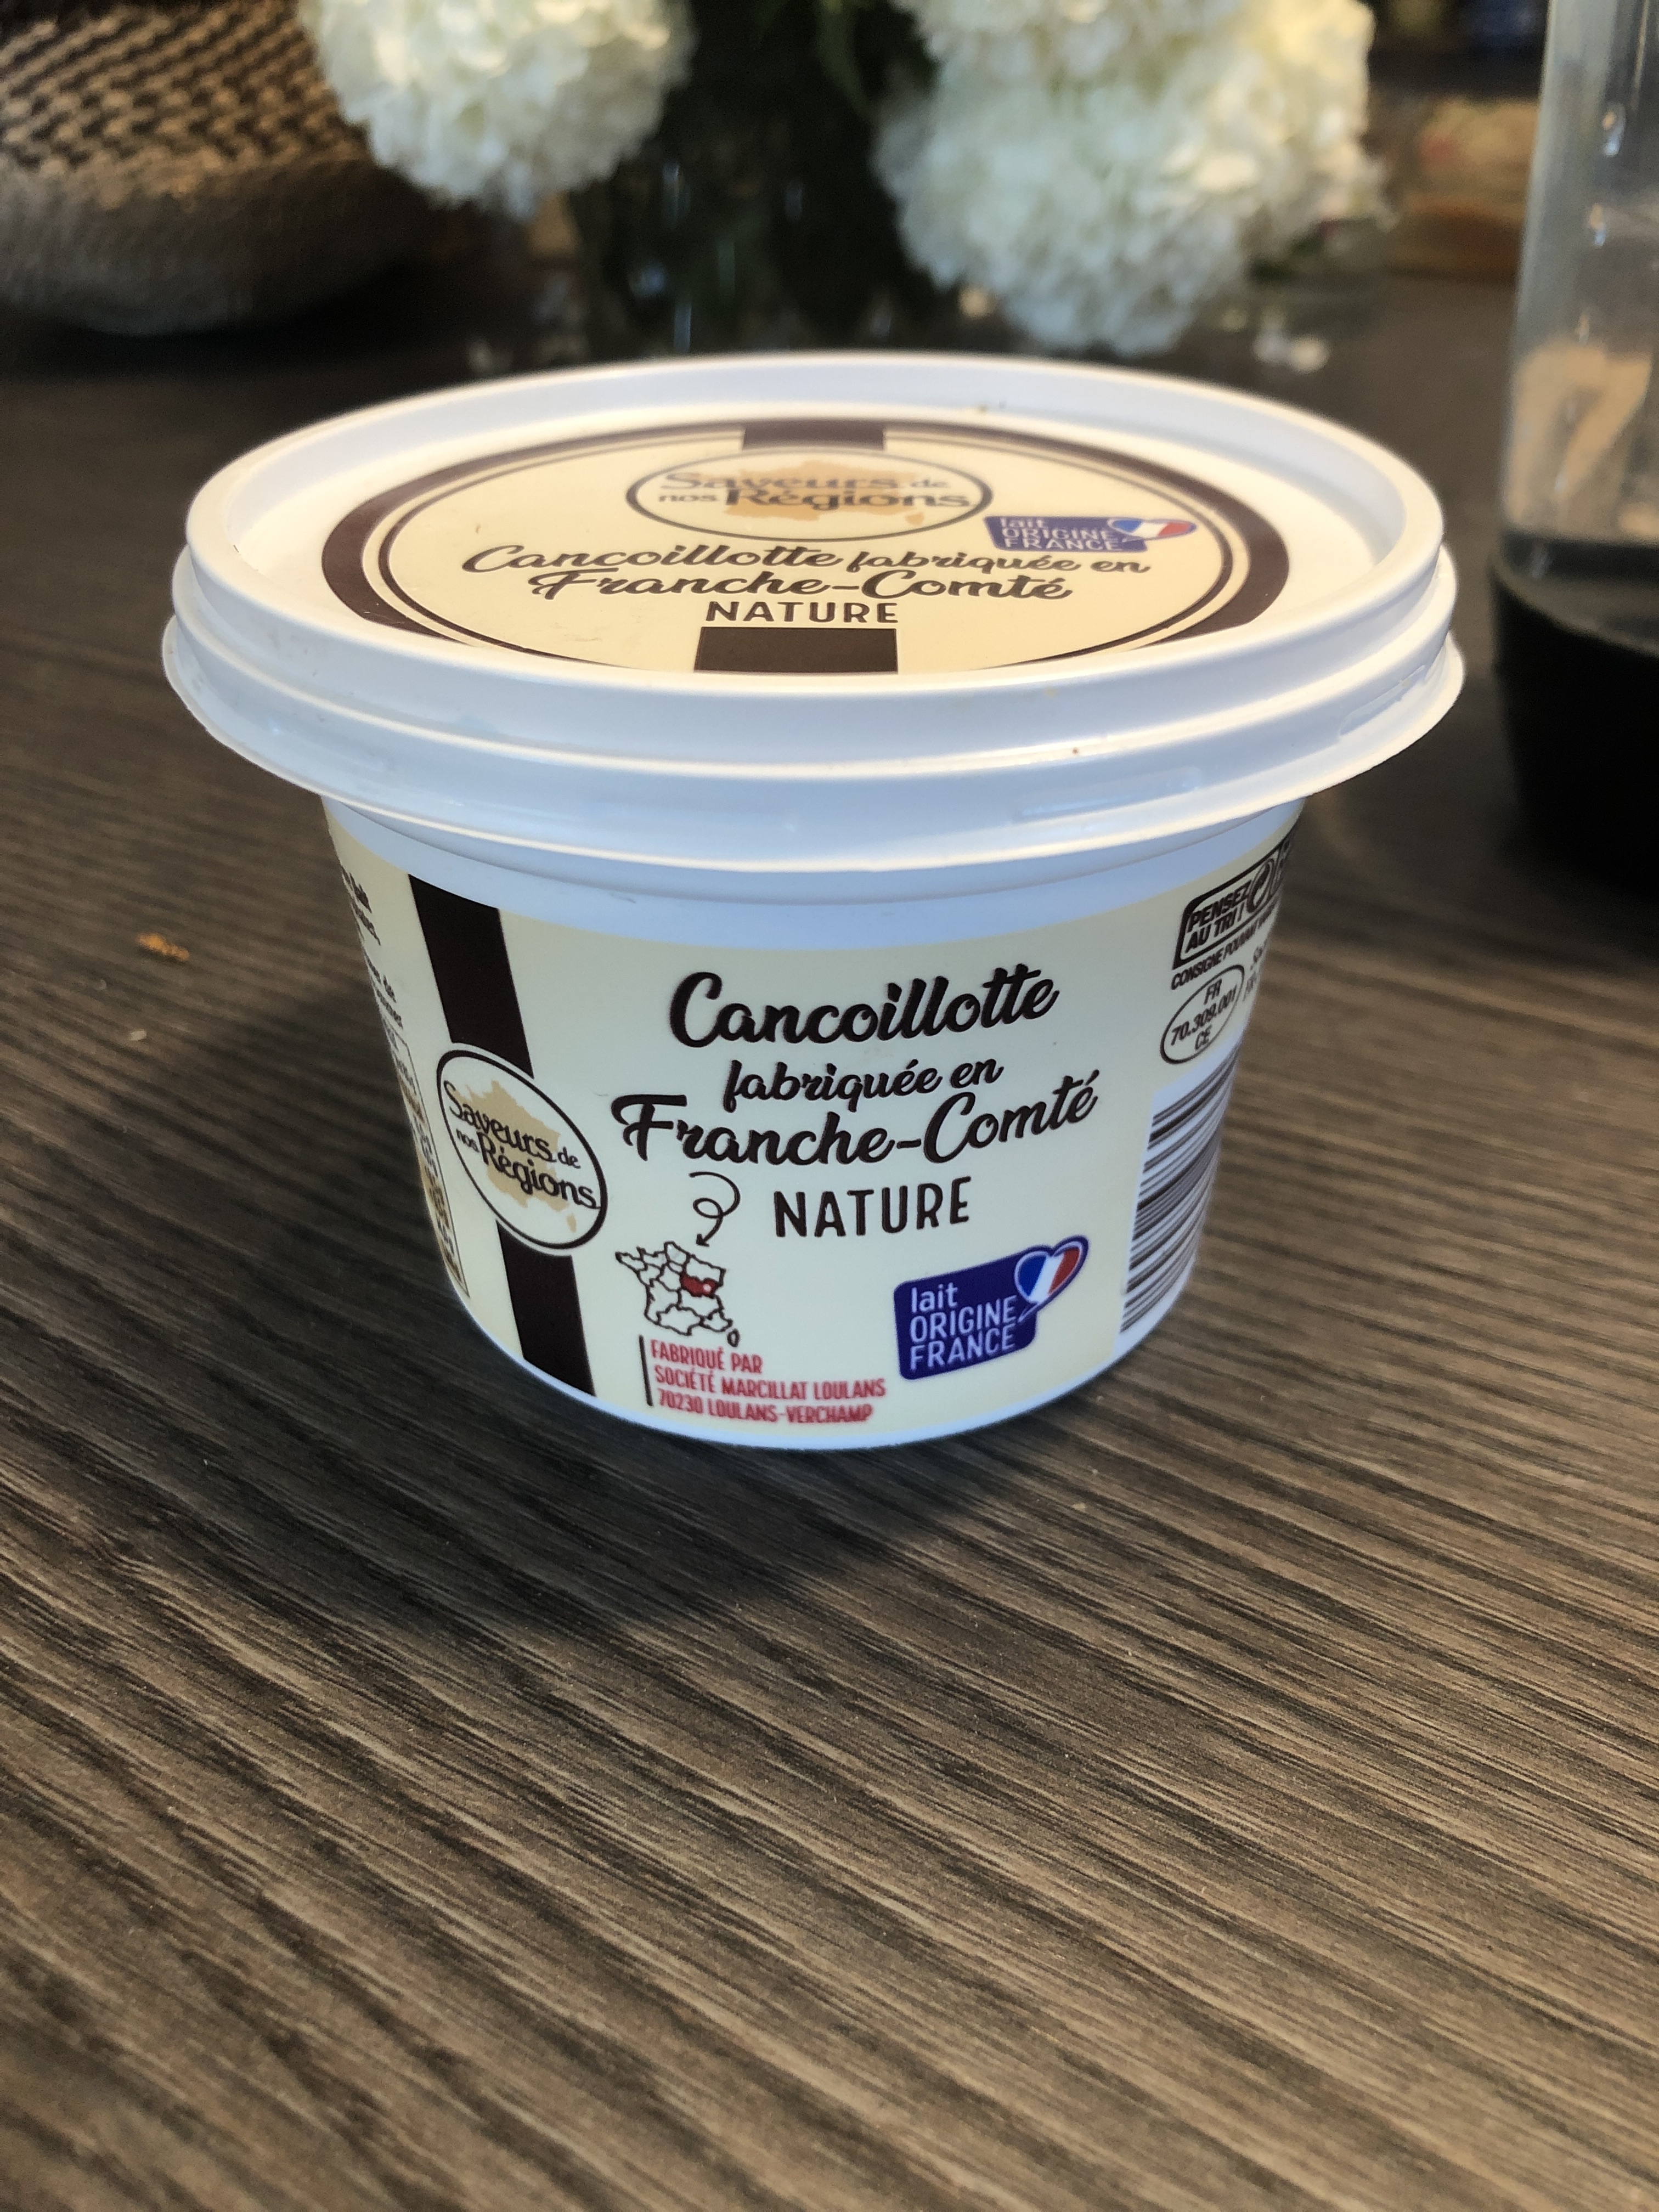 Saveurs de
nos Régions
lait
ORIGINE
FRANCE
Cancoillotte fabriquée en
Franche-Comté
NATURE
Cancoillotte
fabriquée en
Franche-Comté
NATURE
Saveurs de
nos Régions
lait
ORIGINE
FRANCE
FABRIQUÉ PAR
SOCIÉTÉ MARCILLAT LOULANS
70230 LOULANS-VERCHAMP
PENSEZ
AU TRI !
CONSIGNE POUVANT
FR
70.309.001
CE